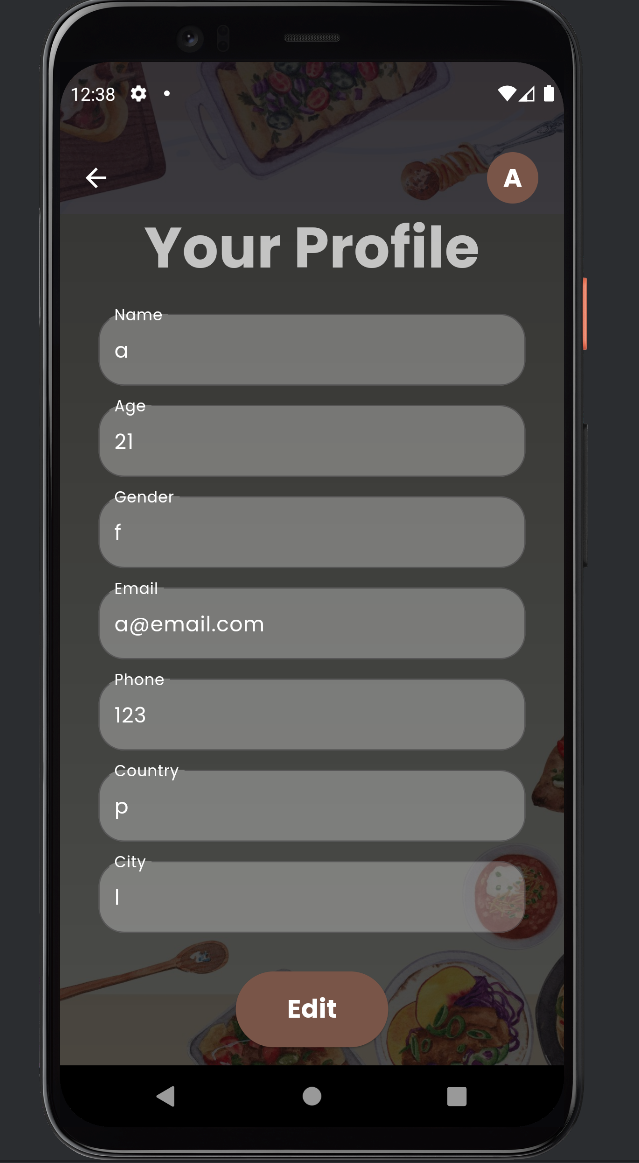 12:38
A
Your Profile
Name
a
Age
21
Gender
f
Email
a@email.com
Phone
123
Country
p
City
l
Edit